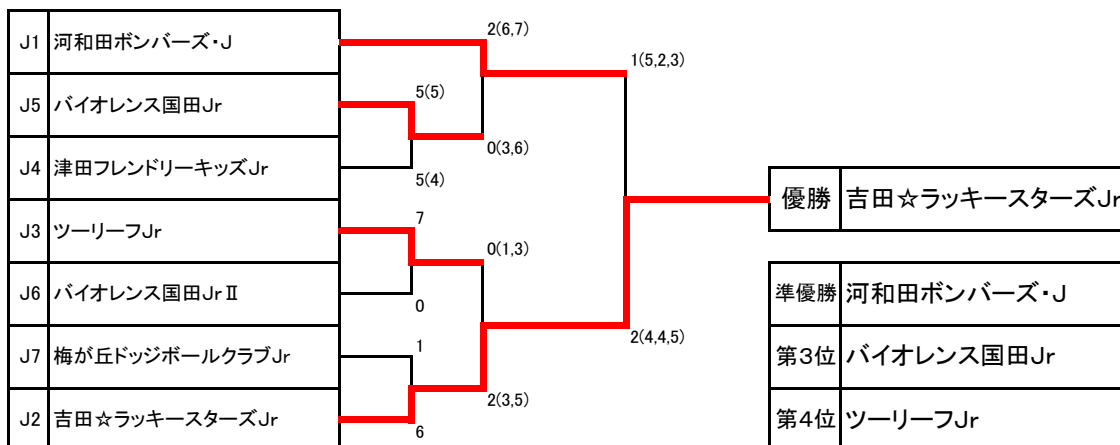 J1 河和田ボンバーズ・J
2(6,7)
1(5,2,3)
J5 バイオレンス国田Jr
5(5)
0(3,6)
J4 津田フレンドリーキッズJr
5(4)
優勝 吉田☆ラッキースターズJr
J3 ツーリーフJr
7
0(1,3)
J6 バイオレンス国田JrⅡ
0
準優勝 河和田ボンバーズ・J
2(4,4,5)
J7 梅が丘ドッジボールクラブJr
1
第3位 バイオレンス国田Jr
2(3,5)
J2 吉田☆ラッキースターズJr
6
第4位 ツーリーフJr